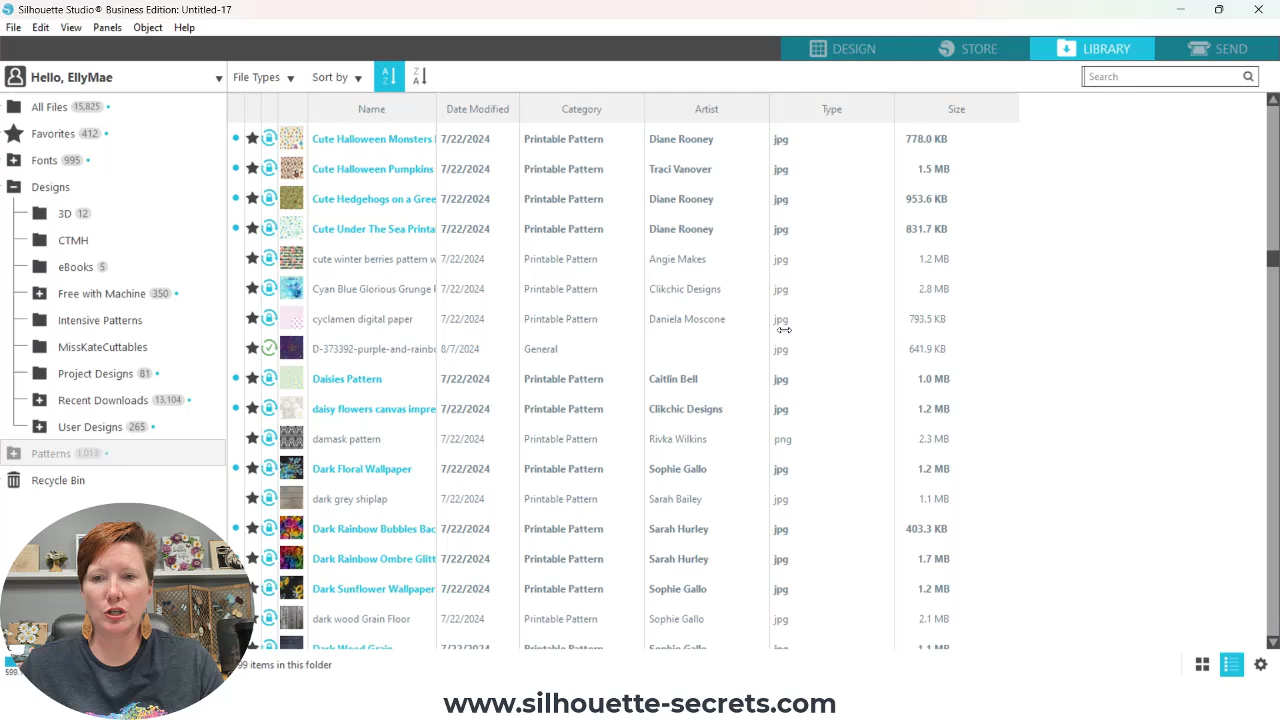 Silhouette Studio® Business Edition: Untitled-17
File Edit View Panels Object Help
DESIGN STORE LIBRARY SEND
Hello, EllyMae File Types Sort by Search
All Files 15,825
Favorites 412
Fonts 995
Designs
3D 12
CTMH
eBooks 5
Free with Machine 350
Intensive Patterns
MissKateCuttables
Project Designs 81
Recent Downloads 13,104
User Designs 265
Patterns 1,013
Recycle Bin
Name Date Modified Category Artist Type Size
Cute Halloween Monsters 7/22/2024 Printable Pattern Diane Rooney jpg 778.0 KB
Cute Halloween Pumpkins 7/22/2024 Printable Pattern Traci Vanover jpg 1.5 MB
Cute Hedgehogs on a Gree 7/22/2024 Printable Pattern Diane Rooney jpg 953.6 KB
Cute Under The Sea Printa 7/22/2024 Printable Pattern Diane Rooney jpg 831.7 KB
cute winter berries pattern w 7/22/2024 Printable Pattern Angie Makes jpg 1.2 MB
Cyan Blue Glorious Grunge P 7/22/2024 Printable Pattern Clikchic Designs jpg 2.8 MB
cyclamen digital paper 7/22/2024 Printable Pattern Daniela Moscone jpg 793.5 KB
D-373392-purple-and-rainbo 8/7/2024 General jpg 641.9 KB
Daisies Pattern 7/22/2024 Printable Pattern Caitlin Bell jpg 1.0 MB
daisy flowers canvas impre 7/22/2024 Printable Pattern Clikchic Designs jpg 1.2 MB
damask pattern 7/22/2024 Printable Pattern Rivka Wilkins png 2.3 MB
Dark Floral Wallpaper 7/22/2024 Printable Pattern Sophie Gallo jpg 1.2 MB
dark grey shiplap 7/22/2024 Printable Pattern Sarah Bailey jpg 1.1 MB
Dark Rainbow Bubbles Bac 7/22/2024 Printable Pattern Sarah Hurley jpg 403.3 KB
Dark Rainbow Ombre Glitt 7/22/2024 Printable Pattern Sarah Hurley jpg 1.7 MB
Dark Sunflower Wallpaper 7/22/2024 Printable Pattern Sophie Gallo jpg 1.2 MB
dark wood Grain Floor 7/22/2024 Printable Pattern Sophie Gallo jpg 2.1 MB
Dark Wood Grain 7/22/2024 Printable Pattern Sophie Gallo jpg 1.1 MB
99 items in this folder
www.silhouette-secrets.com